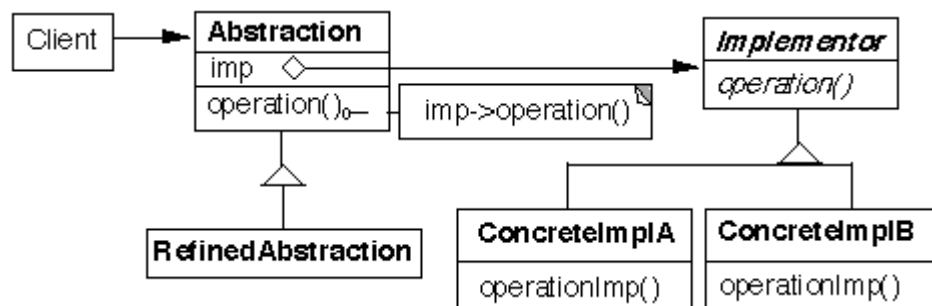 Client
Abstraction
imp
operation()
imp->operation()
Implementor
operation()
RefinedAbstraction
ConcreteImplA
operationImp()
ConcreteImplB
operationImp()